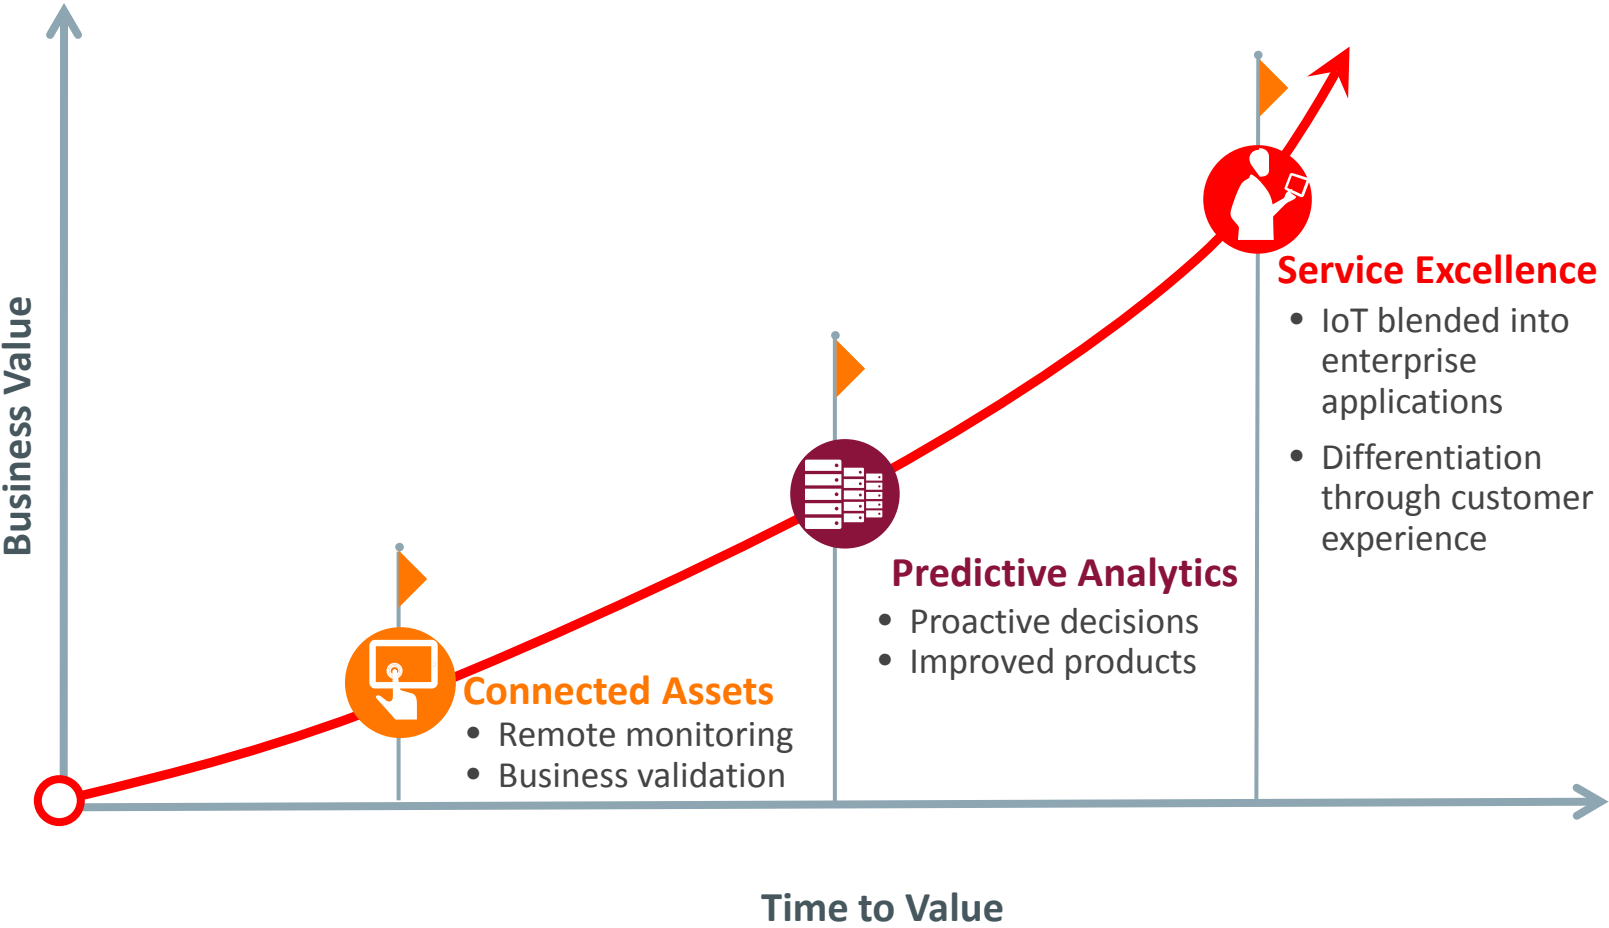 Business Value
Service Excellence
• IoT blended into
enterprise
applications
• Differentiation
through customer
experience
Predictive Analytics
• Proactive decisions
• Improved products
Connected Assets
• Remote monitoring
• Business validation
Time to Value